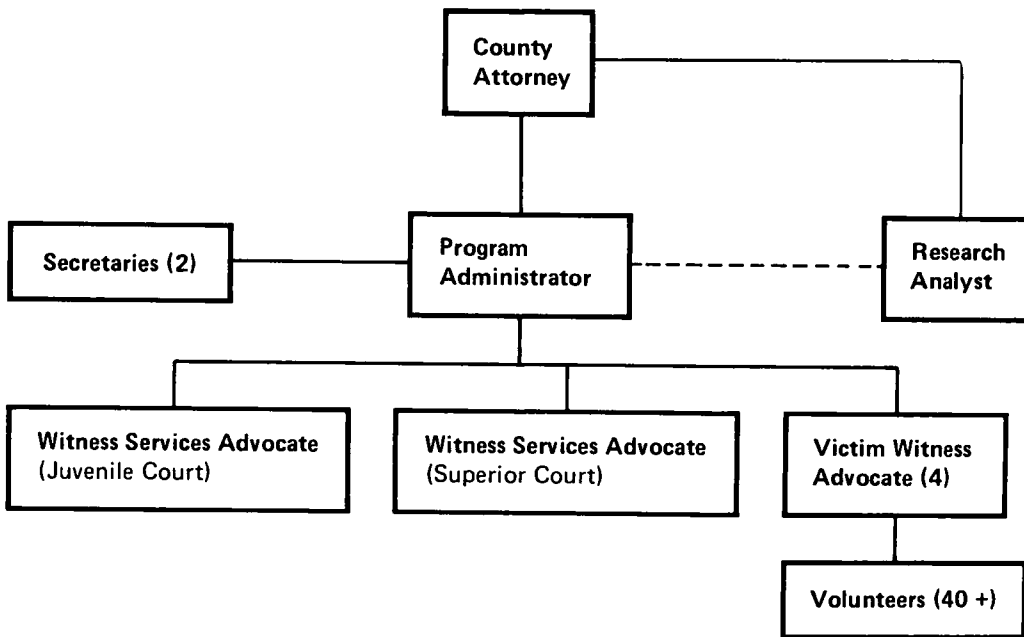 County
Attorney
Secretaries (2)
Program
Administrator
Research
Analyst
Witness Services Advocate
(Juvenile Court)
Witness Services Advocate
(Superior Court)
Victim Witness
Advocate (4)
Volunteers (40 +)